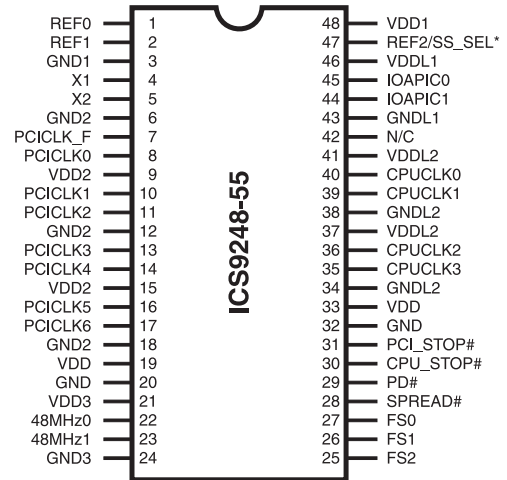 REF0 1 48 VDD1
REF1 2 47 REF2/SS_SEL*
GND1 3 46 VDDL1
X1 4 45 IOAPIC0
X2 5 44 IOAPIC1
GND2 6 43 GNDL1
PCICLK_F 7 42 N/C
PCICLK0 8 41 VDDL2
VDD2 9 40 CPUCLK0
PCICLK1 10 39 CPUCLK1
PCICLK2 11 38 GNDL2
GND2 12 37 VDDL2
PCICLK3 13 36 CPUCLK2
PCICLK4 14 35 CPUCLK3
VDD2 15 34 GNDL2
PCICLK5 16 33 VDD
PCICLK6 17 32 GND
GND2 18 31 PCI_STOP#
VDD 19 30 CPU_STOP#
GND 20 29 PD#
VDD3 21 28 SPREAD#
48MHz0 22 27 FS0
48MHz1 23 26 FS1
GND3 24 25 FS2
ICS9248-55